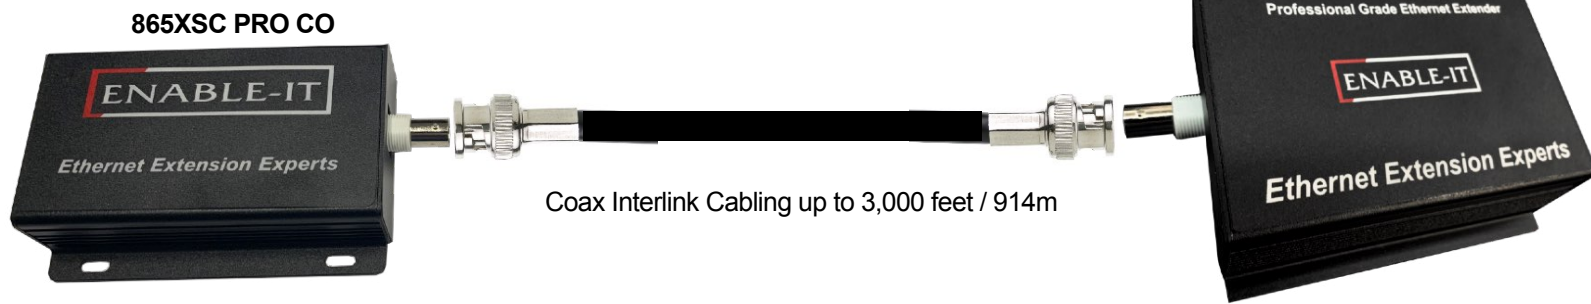 865XSC PRO CO
ENABLE-IT
Ethernet Extension Experts
Coax Interlink Cabling up to 3,000 feet / 914m
Professional Grade Ethernet Extender
ENABLE-IT
Ethernet Extension Experts